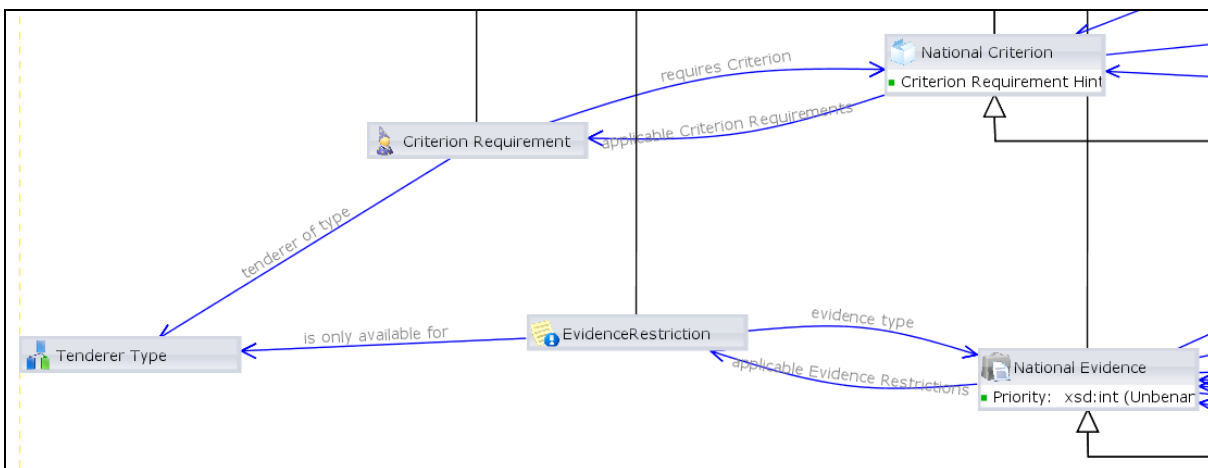 National Criterion
requires Criterion
Criterion Requirement Hint
applicable Criterion Requirements
Criterion Requirement
tenderer of type
evidence type
is only available for
EvidenceRestriction
Tenderer Type
applicable Evidence Restrictions
National Evidence
Priority: xsd:int (Unbenan